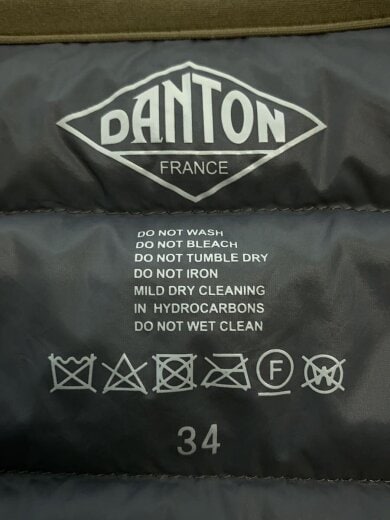 DANTON
FRANCE
DO NOT WASH
DO NOT BLEACH
DO NOT TUMBLE DRY
DO NOT IRON
MILD DRY CLEANING
IN HYDROCARBONS
DO NOT WET CLEAN
F W
34